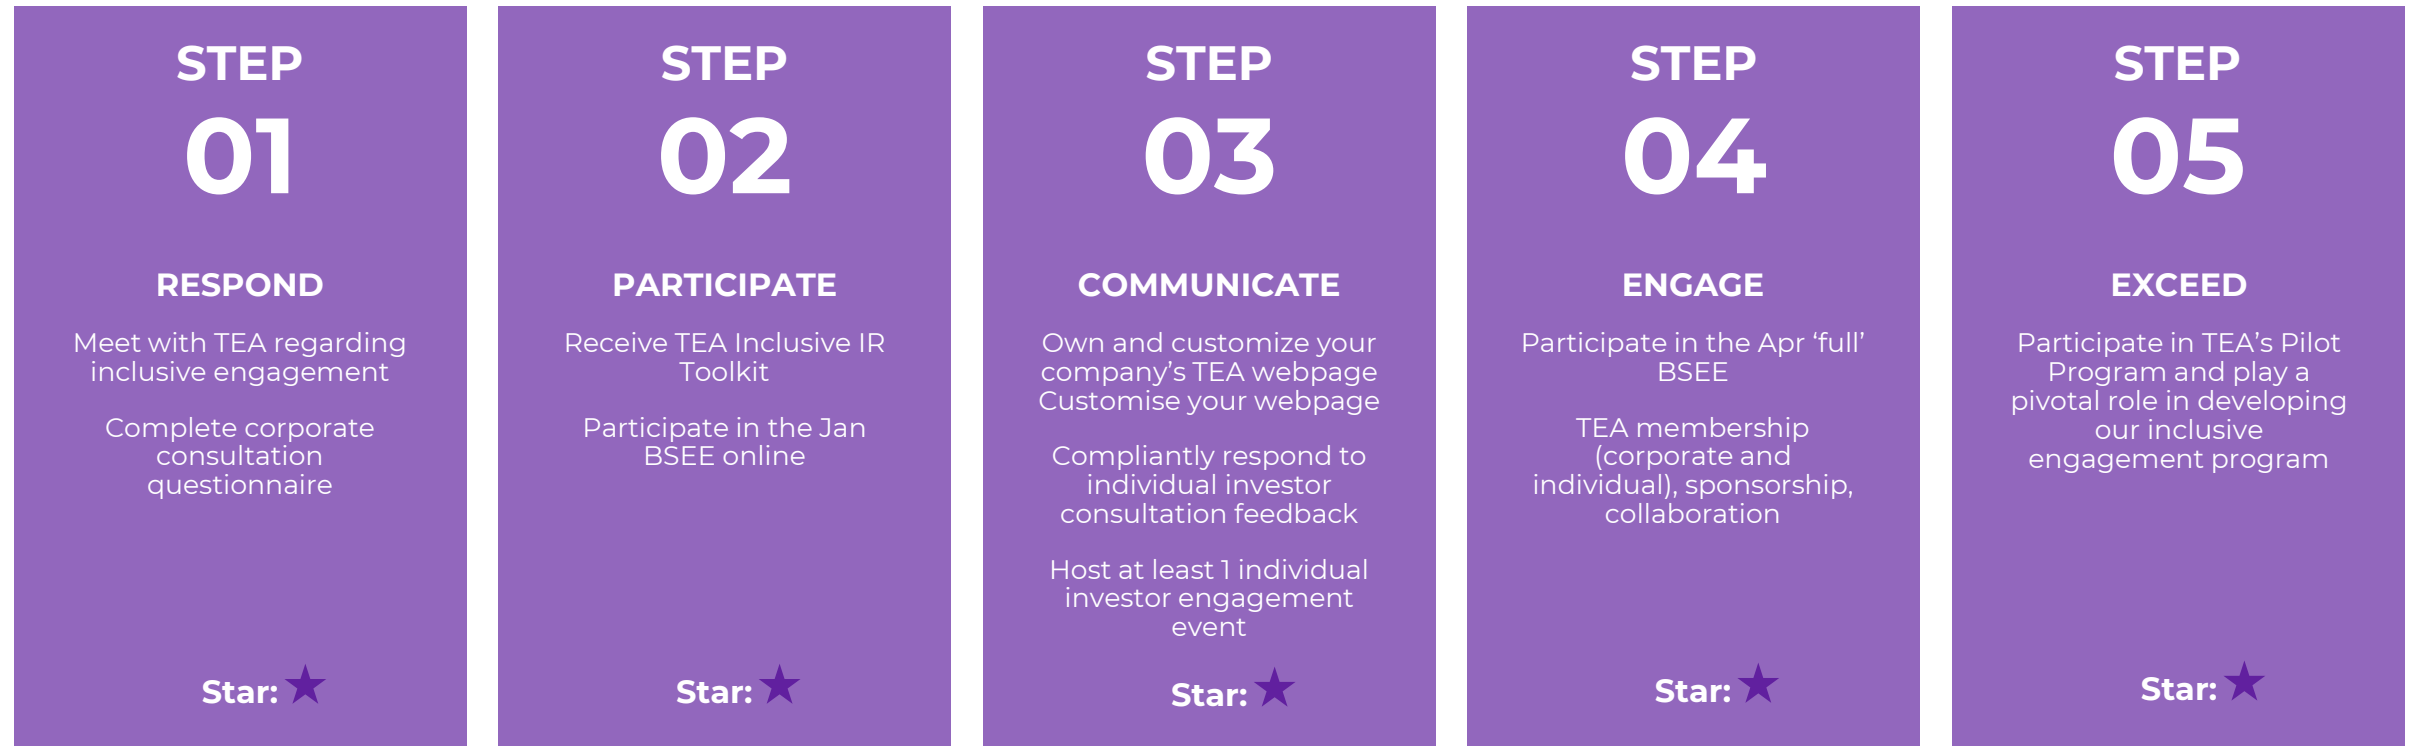 STEP
01
RESPOND
Meet with TEA regarding
inclusive engagement
Complete corporate
consultation
questionnaire
Star:
STEP
02
PARTICIPATE
Receive TEA Inclusive IR
Toolkit
Participate in the Jan
BSEE online
Star:
STEP
03
COMMUNICATE
Own and customize your
company’s TEA webpage
Customise your webpage
Compliantly respond to
individual investor
consultation feedback
Host at least 1 individual
investor engagement
event
Star:
STEP
04
ENGAGE
Participate in the Apr ‘full’
BSEE
TEA membership
(corporate and
individual), sponsorship,
collaboration
Star:
STEP
05
EXCEED
Participate in TEA’s Pilot
Program and play a
pivotal role in developing
our inclusive
engagement program
Star: